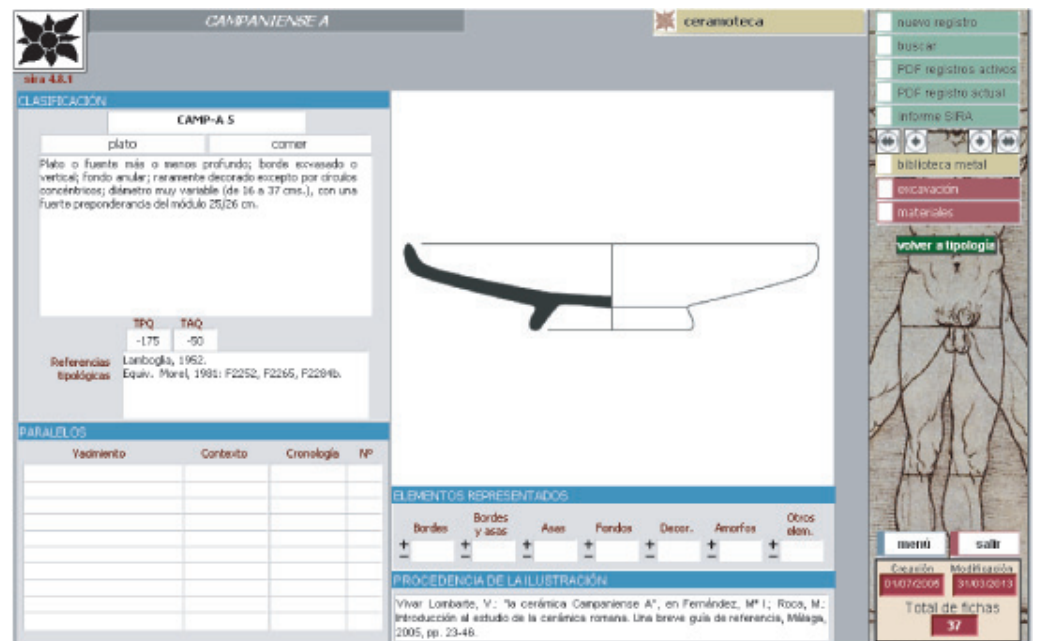 CAMPANIENSE A
ceramoteca
sira 4.8.1
CLASIFICACIÓN
CAMP-A 5
plato comer
Plato o fuente más o menos profundo; borde exvasado o
vertical; fondo anular; raramente decorado excepto por círculos
concéntricos; diámetro muy variable (de 16 a 37 cms.), con una
fuerte preponderancia del módulo 25/26 cm.
TPQ TAQ
-175 -50
Referencias tipológicas
Lamboglia, 1952.
Equiv. Morel, 1981: F2252, F2265, F2284b.
PARALELOS
Yacimiento Contexto Cronología Nº
ELEMENTOS REPRESENTADOS
Bordes
Bordes y asas
Asas
Fondos
Decor.
Amorfos
Otros elem.
+ + + + + + +
− − − − − − −
PROCEDENCIA DE LA ILUSTRACIÓN
Vivar Lombarte, V.: "la cerámica Campaniense A", en Fernández, Mª I.; Roca, M.:
Introducción al estudio de la cerámica romana. Una breve guía de referencia, Málaga,
2005, pp. 23-46.
nuevo registro
buscar
PDF registros activos
PDF registro actual
informe SIRA
biblioteca metal
excavación
materiales
volver a tipología
menú salir
Creación Modificación
01/07/2005 31/03/2013
Total de fichas
37